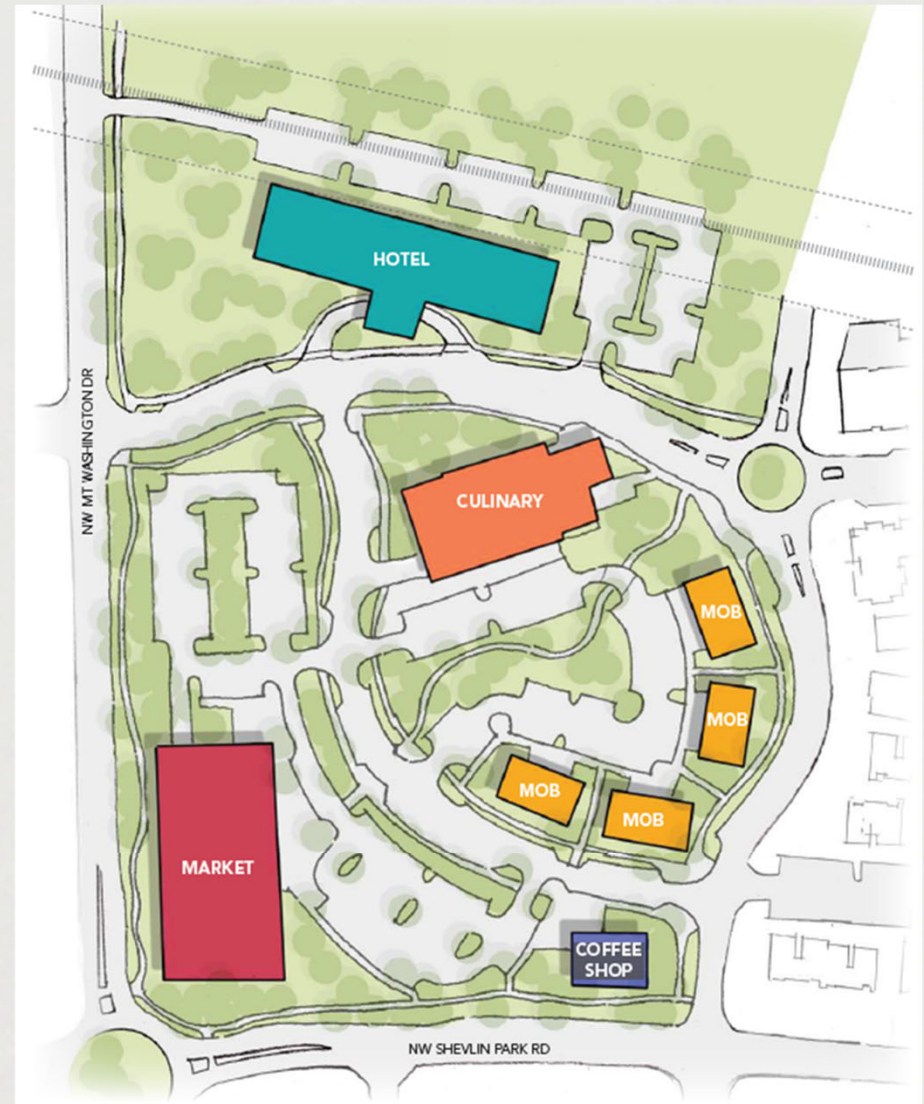 HOTEL
NW MT WASHINGTON DR
CULINARY
MOB
MOB
MOB
MOB
MARKET
COFFEE
SHOP
NW SHEVLIN PARK RD